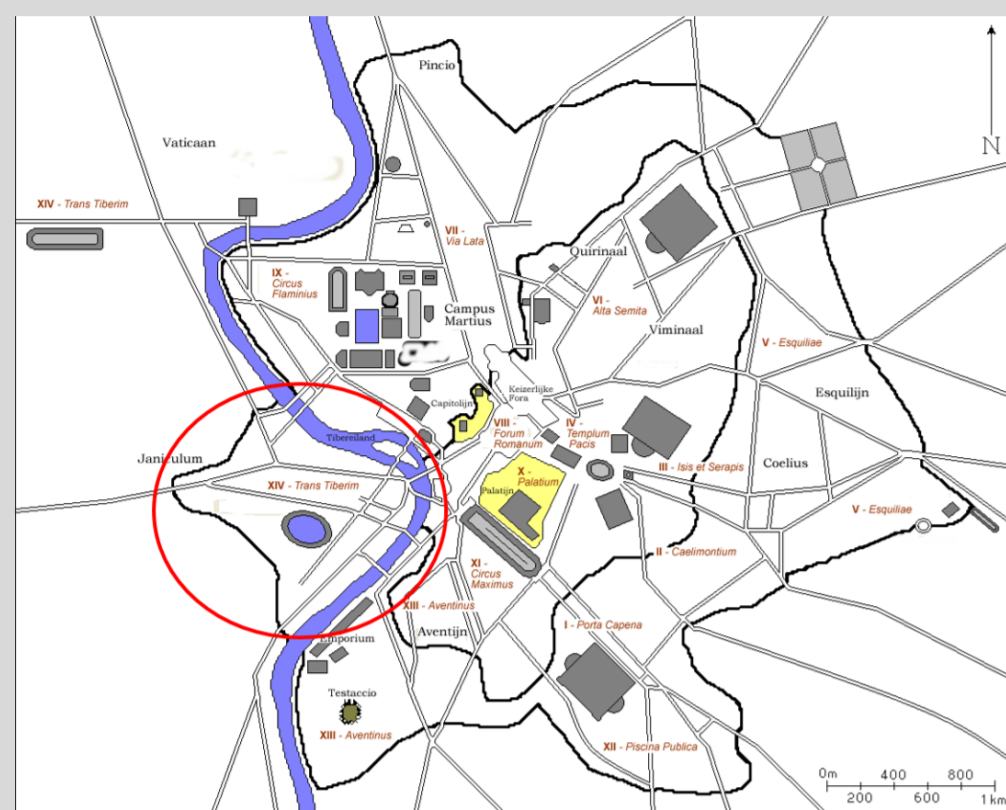 Pincio
Vaticaan
N
XIV - Trans Tiberim
VII -
Via Lata
Quirinaal
IX -
Circus
Flaminius
VI -
Alta Semita
Campus
Martius
Viminaal
V - Esquiliae
Keizerlijke
Fora
Esquilijn
Capitolijn
VIII -
Forum
Romanum
IV -
Templum
Pacis
Tibereiland
Janiculum
Coelius
III - Isis et Serapis
XIV - Trans Tiberim
X -
Palatium
Palatijn
V - Esquiliae
II - Caelimontium
XI -
Circus
Maximus
XIII - Aventinus
I - Porta Capena
Aventijn
Emporium
Testaccio
XIII - Aventinus
XII - Piscina Publica
0m 400 800
200 600 1 km